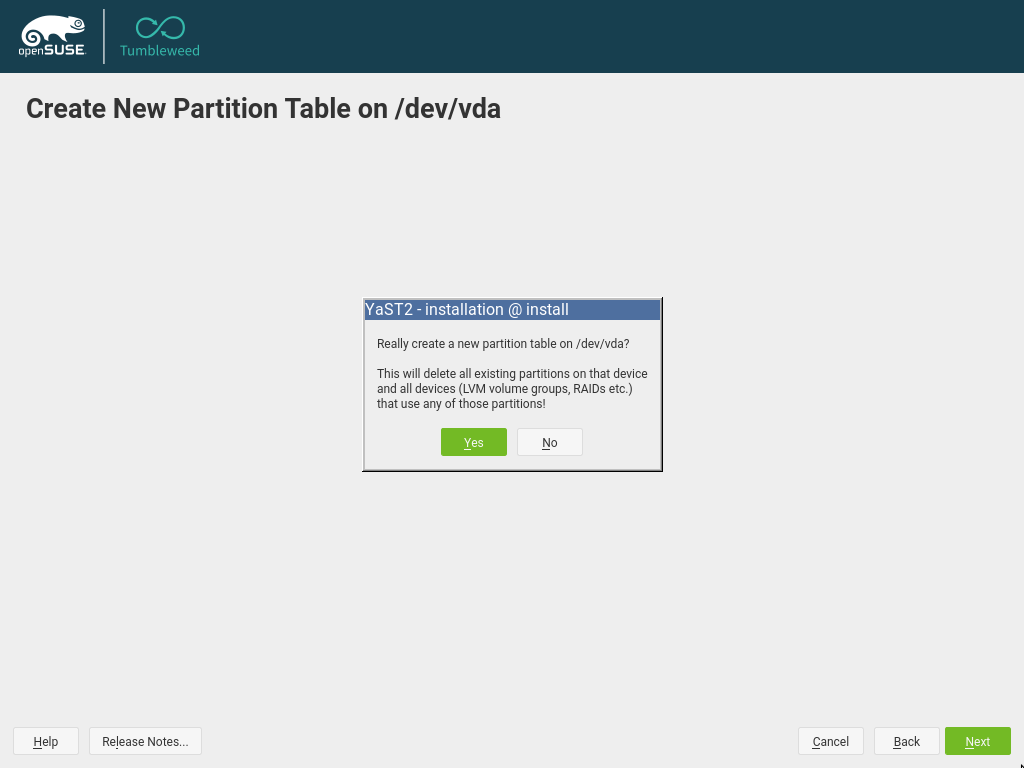 openSUSE
Tumbleweed
Create New Partition Table on /dev/vda
YaST2 - installation @ install
Really create a new partition table on /dev/vda?
This will delete all existing partitions on that device
and all devices (LVM volume groups, RAIDs etc.)
that use any of those partitions!
Yes
No
Help
Release Notes...
Cancel
Back
Next